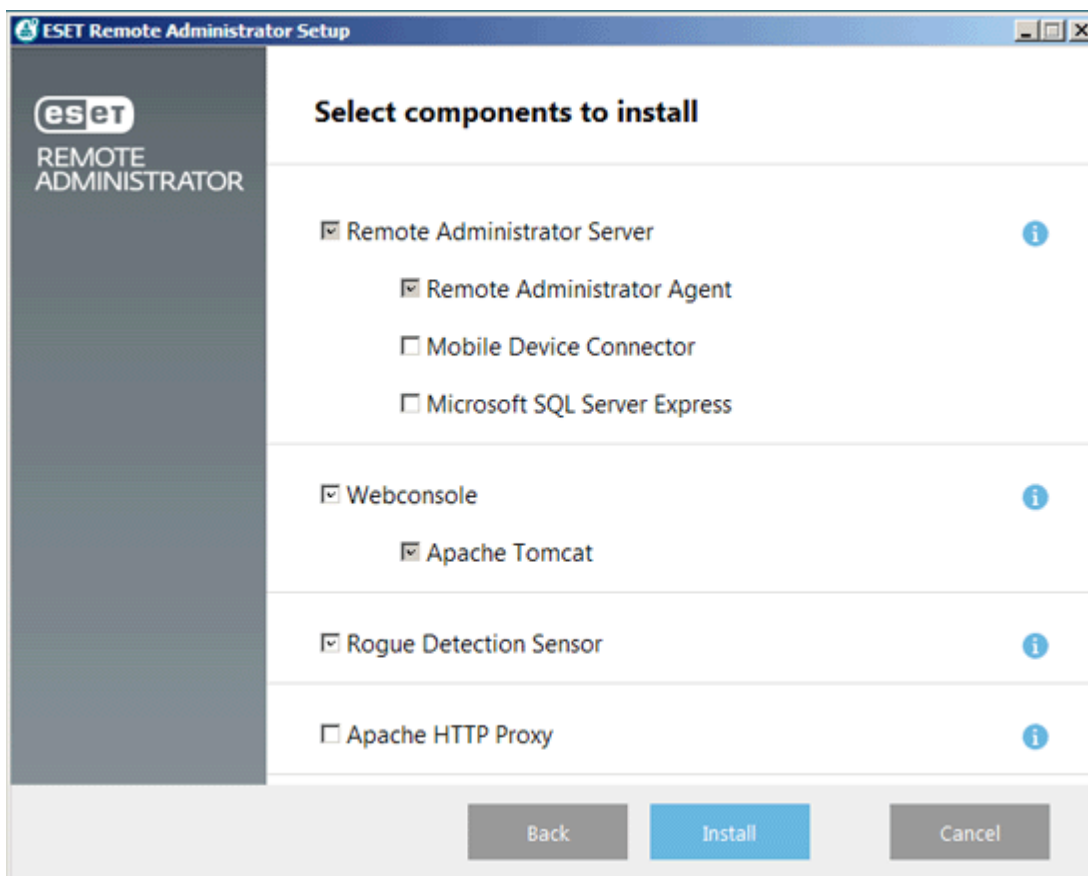 ESET Remote Administrator Setup
eseT
REMOTE
ADMINISTRATOR
Select components to install
Remote Administrator Server
Remote Administrator Agent
Mobile Device Connector
Microsoft SQL Server Express
Webconsole
Apache Tomcat
Rogue Detection Sensor
Apache HTTP Proxy
Back Install Cancel